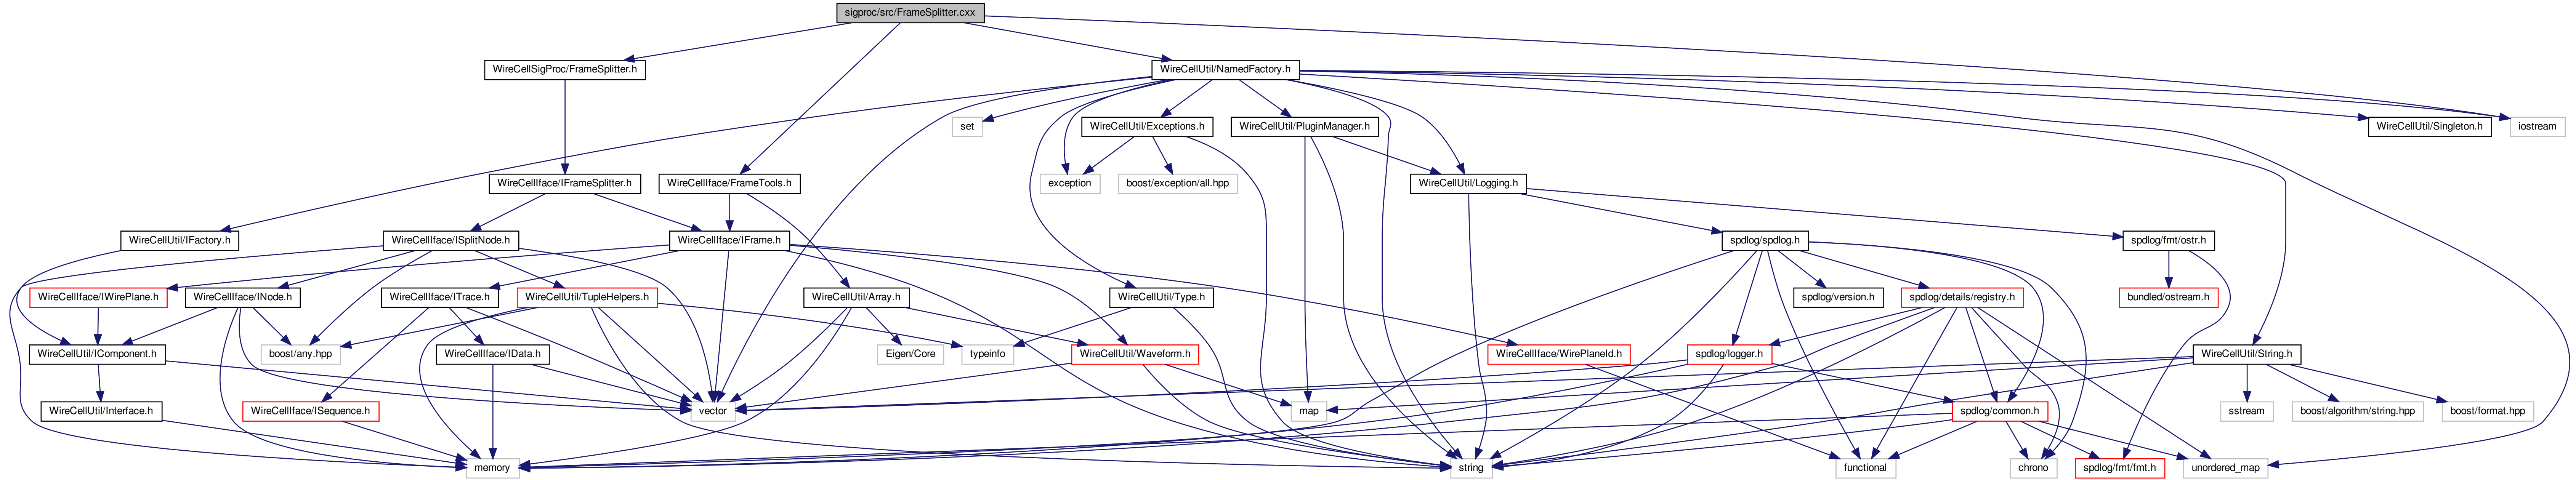 sigproc/src/FrameSplitter.cxx
WireCellSigProc/FrameSplitter.h
WireCellUtil/NamedFactory.h
set
WireCellUtil/Exceptions.h
WireCellUtil/PluginManager.h
WireCellUtil/Singleton.h
iostream
WireCellIface/IFrameSplitter.h
WireCellIface/FrameTools.h
exception
boost/exception/all.hpp
WireCellUtil/Logging.h
WireCellUtil/IFactory.h
WireCellIface/ISplitNode.h
WireCellIface/IFrame.h
spdlog/spdlog.h
spdlog/fmt/ostr.h
WireCellIface/IWirePlane.h
WireCellIface/INode.h
WireCellIface/ITrace.h
WireCellUtil/TupleHelpers.h
WireCellUtil/Array.h
WireCellUtil/Type.h
spdlog/version.h
spdlog/details/registry.h
bundled/ostream.h
WireCellUtil/IComponent.h
boost/any.hpp
WireCellIface/IData.h
Eigen/Core
typeinfo
WireCellUtil/Waveform.h
WireCellIface/WirePlaneId.h
spdlog/logger.h
WireCellUtil/String.h
WireCellUtil/Interface.h
WireCellIface/ISequence.h
vector
map
spdlog/common.h
sstream
boost/algorithm/string.hpp
boost/format.hpp
memory
string
functional
chrono
spdlog/fmt/fmt.h
unordered_map